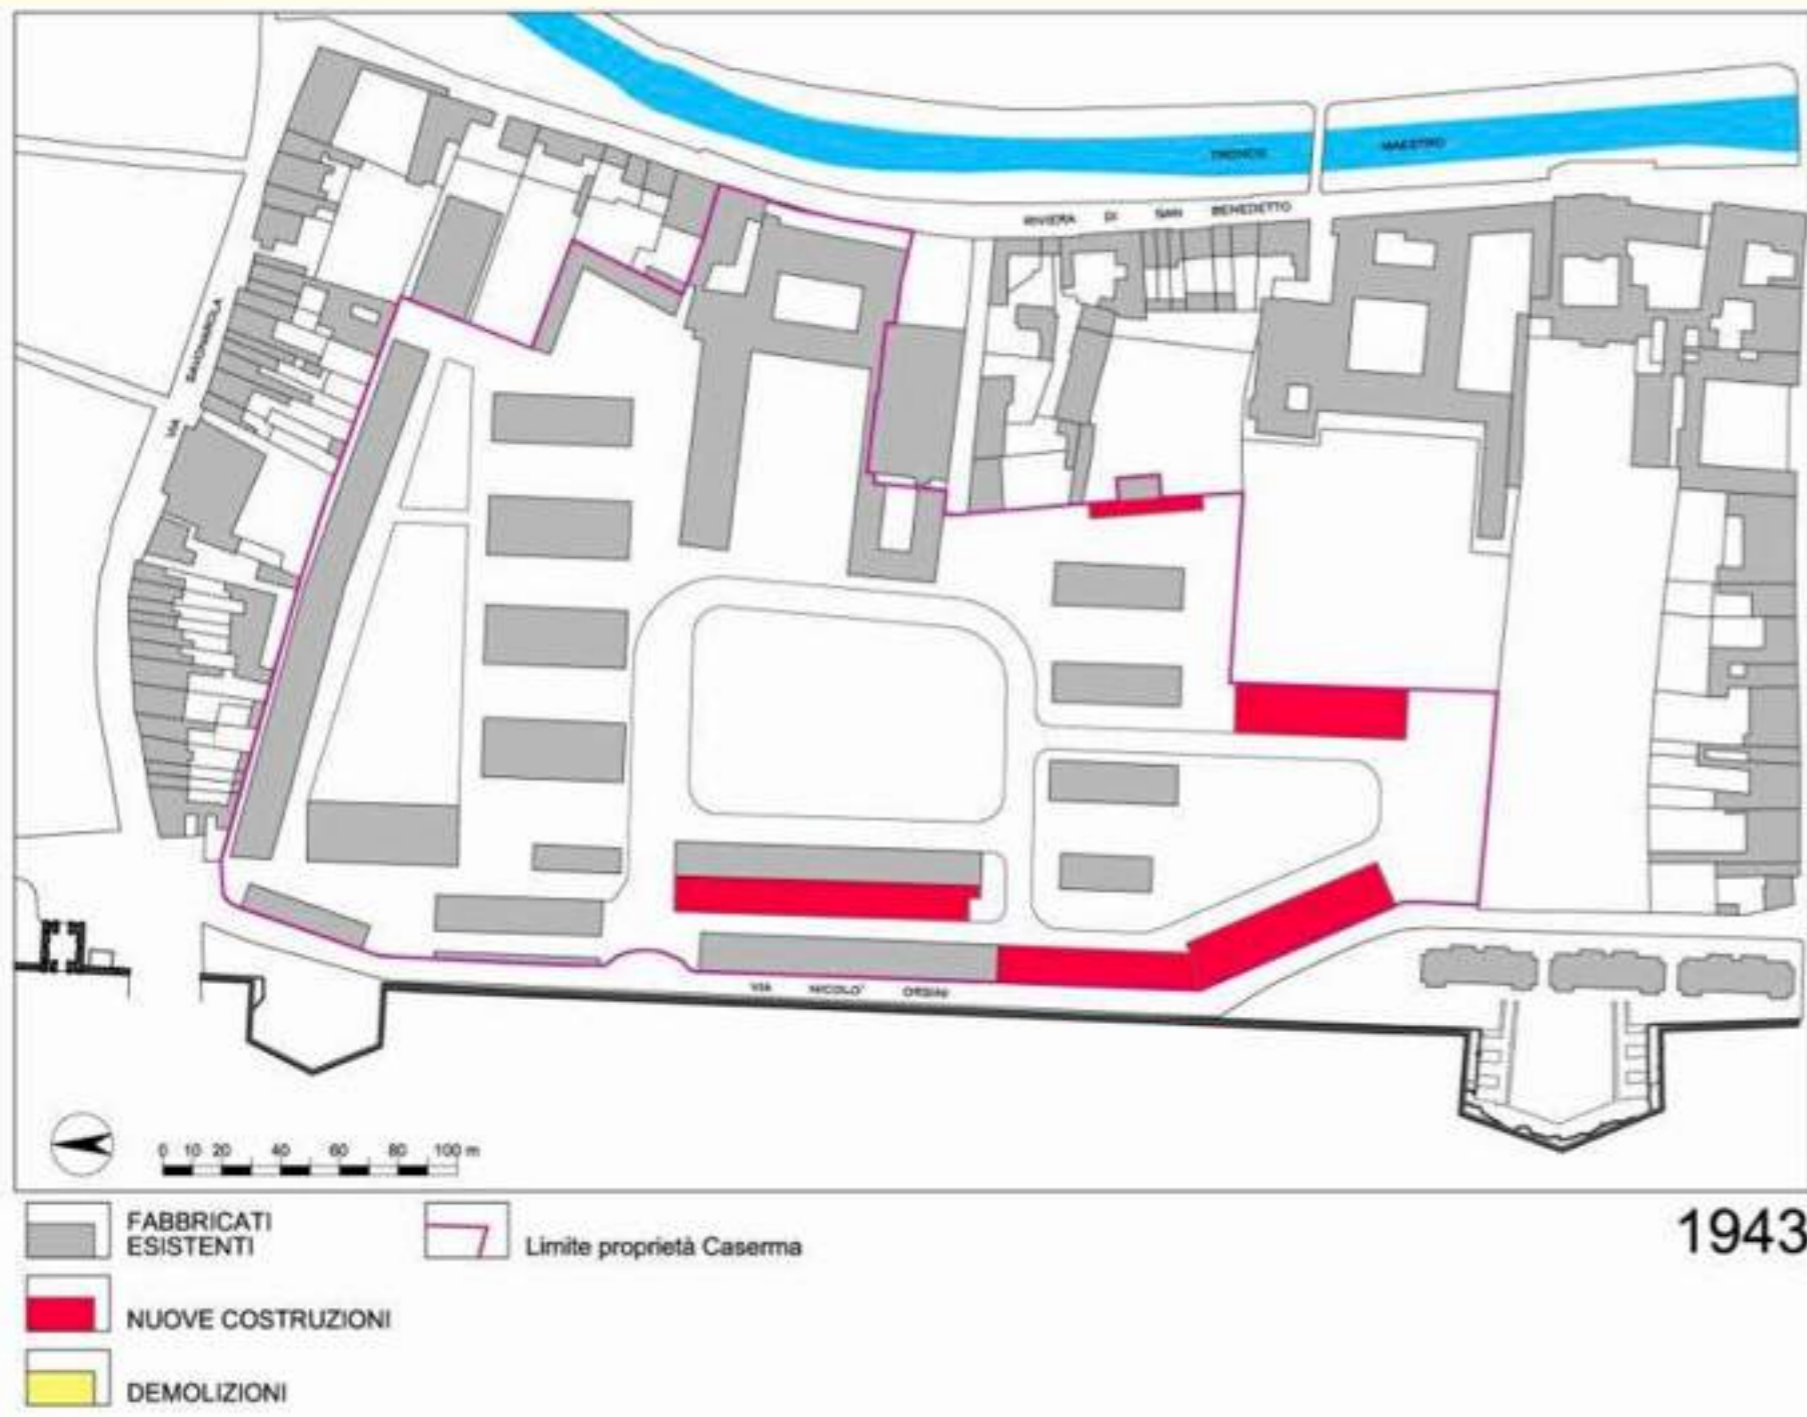 TRONCO MAESTRO
RIVIERA DI SAN BENEDETTO
VIA SAVONAROLA
VIA NICOLO' ORSINI
0 10 20 40 60 80 100 m
FABBRICATI
ESISTENTI
Limite proprietà Caserma
1943
NUOVE COSTRUZIONI
DEMOLIZIONI